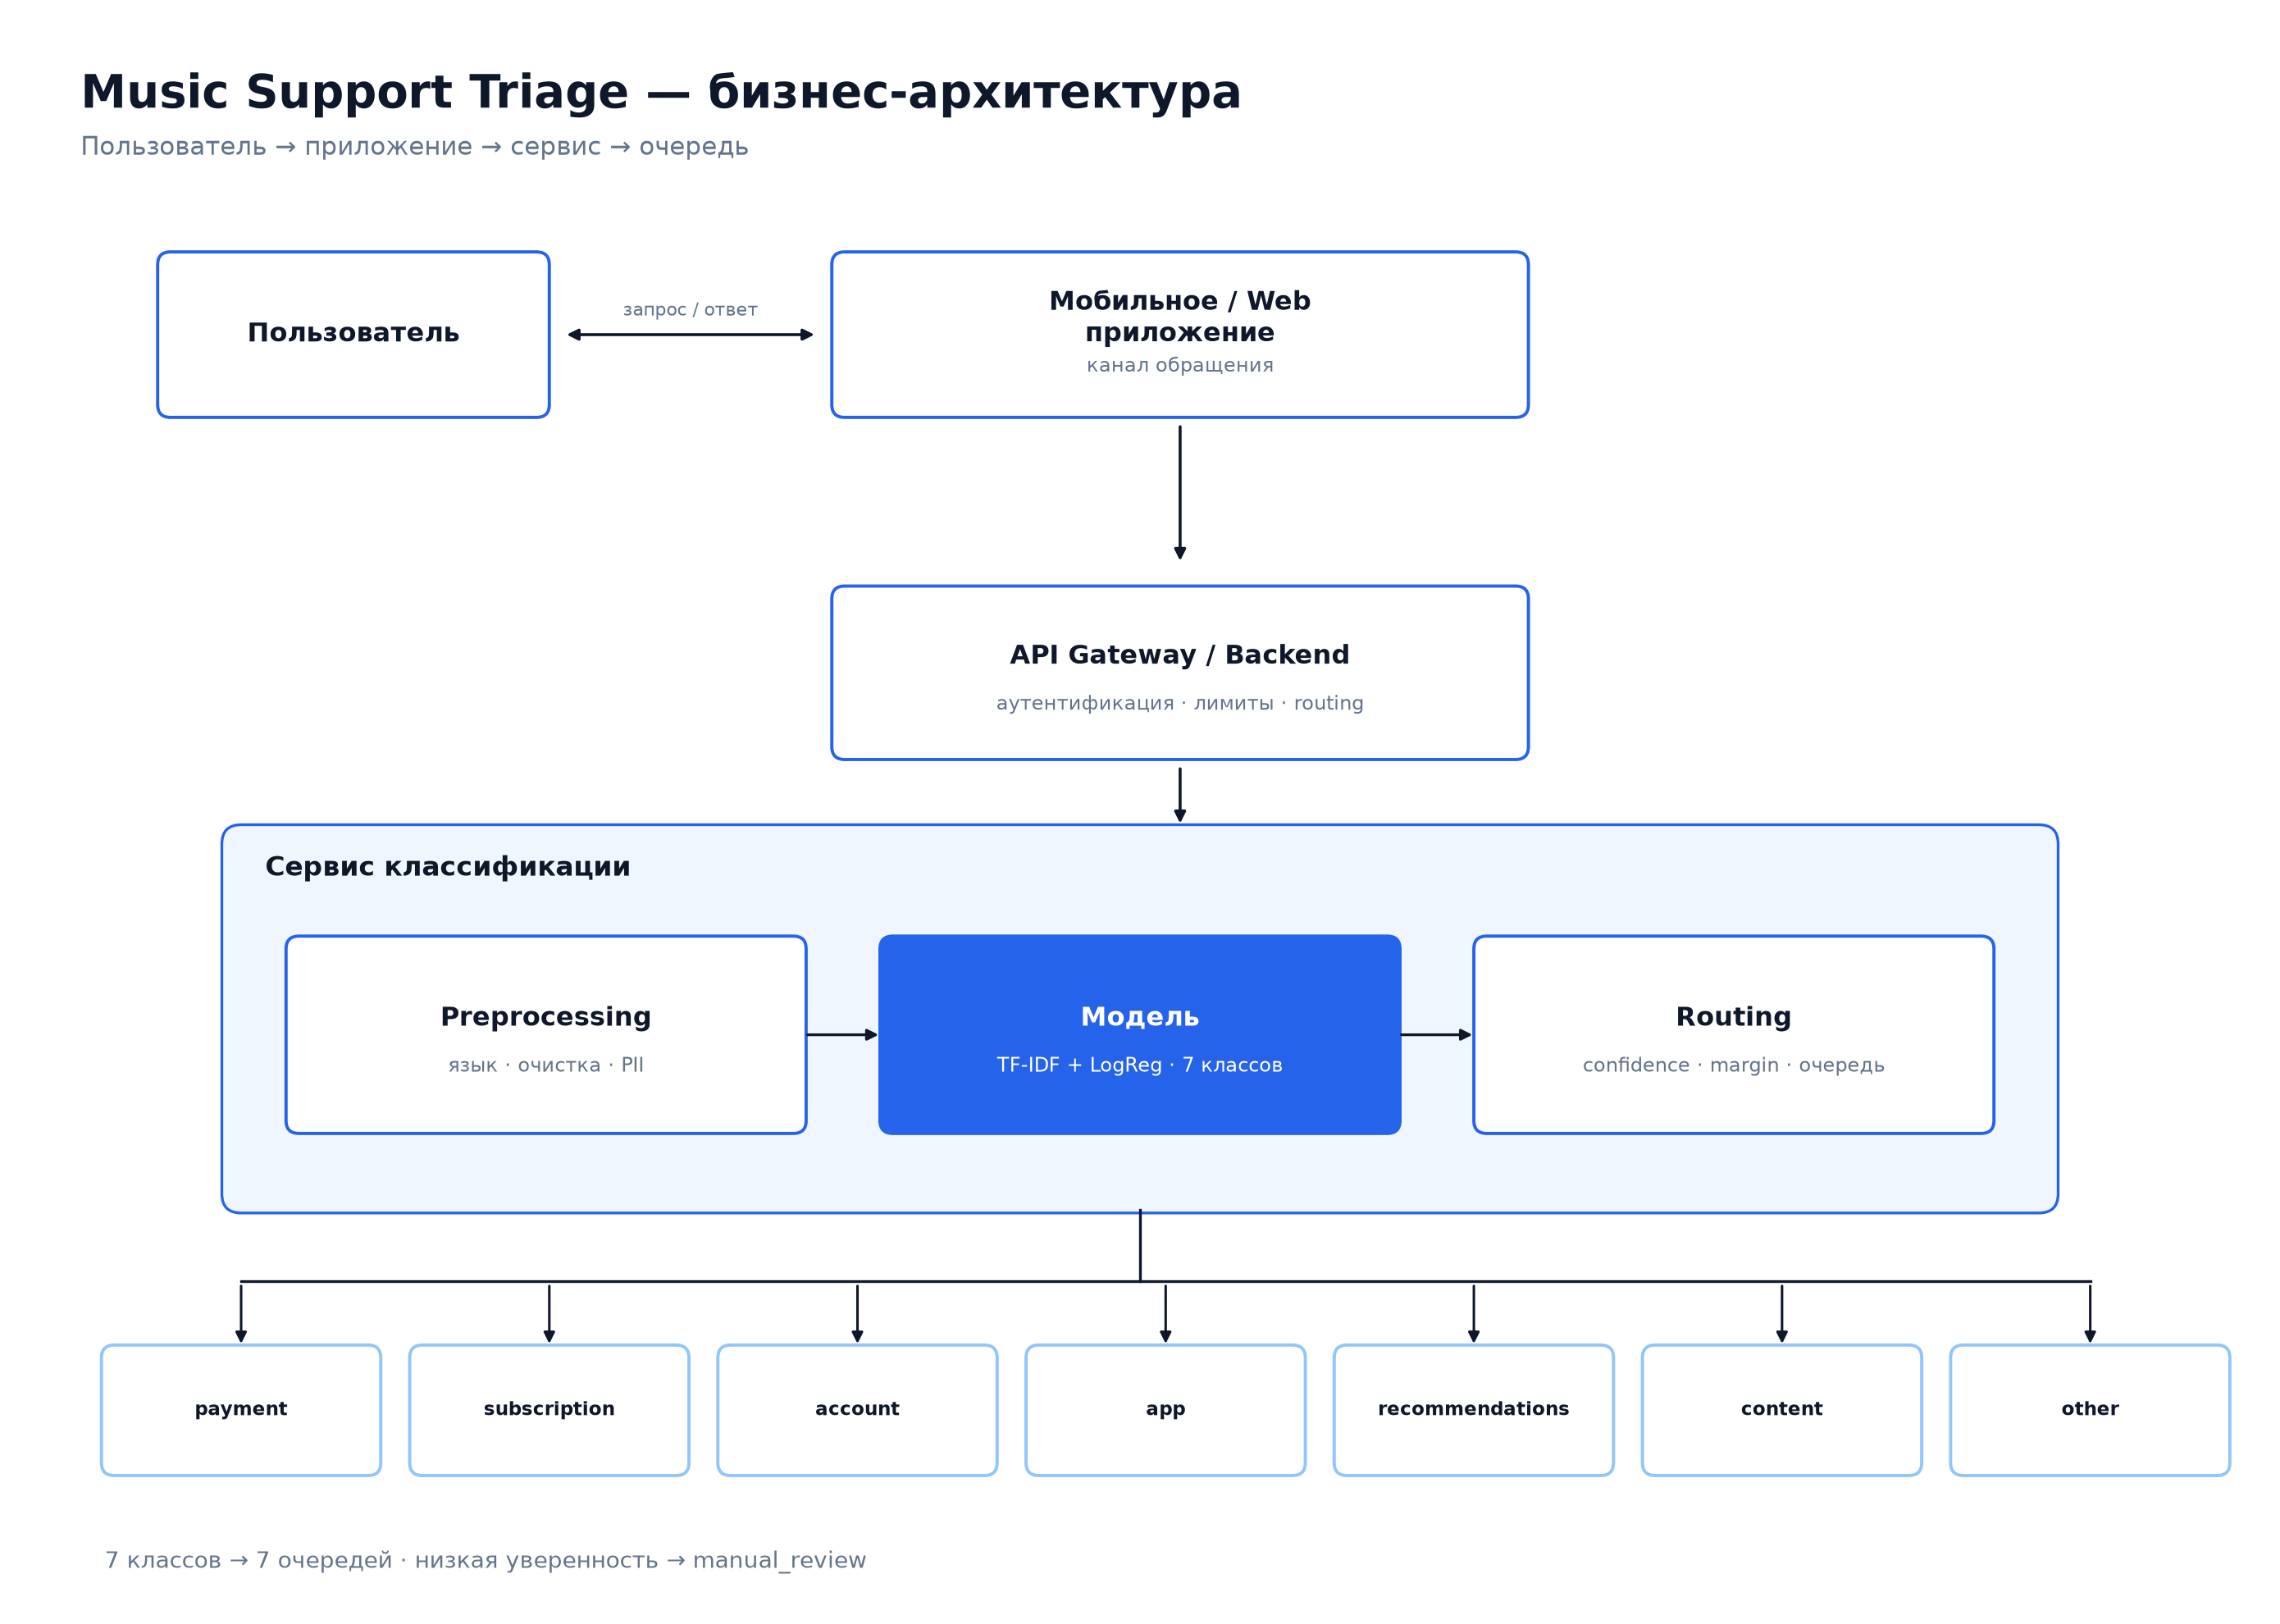 Music Support Triage — бизнес-архитектура
Пользователь → приложение → сервис → очередь
Пользователь
запрос / ответ
Мобильное / Web
приложение
канал обращения
API Gateway / Backend
аутентификация · лимиты · routing
Сервис классификации
Preprocessing
язык · очистка · PII
Модель
TF-IDF + LogReg · 7 классов
Routing
confidence · margin · очередь
payment
subscription
account
app
recommendations
content
other
7 классов → 7 очередей · низкая уверенность → manual_review